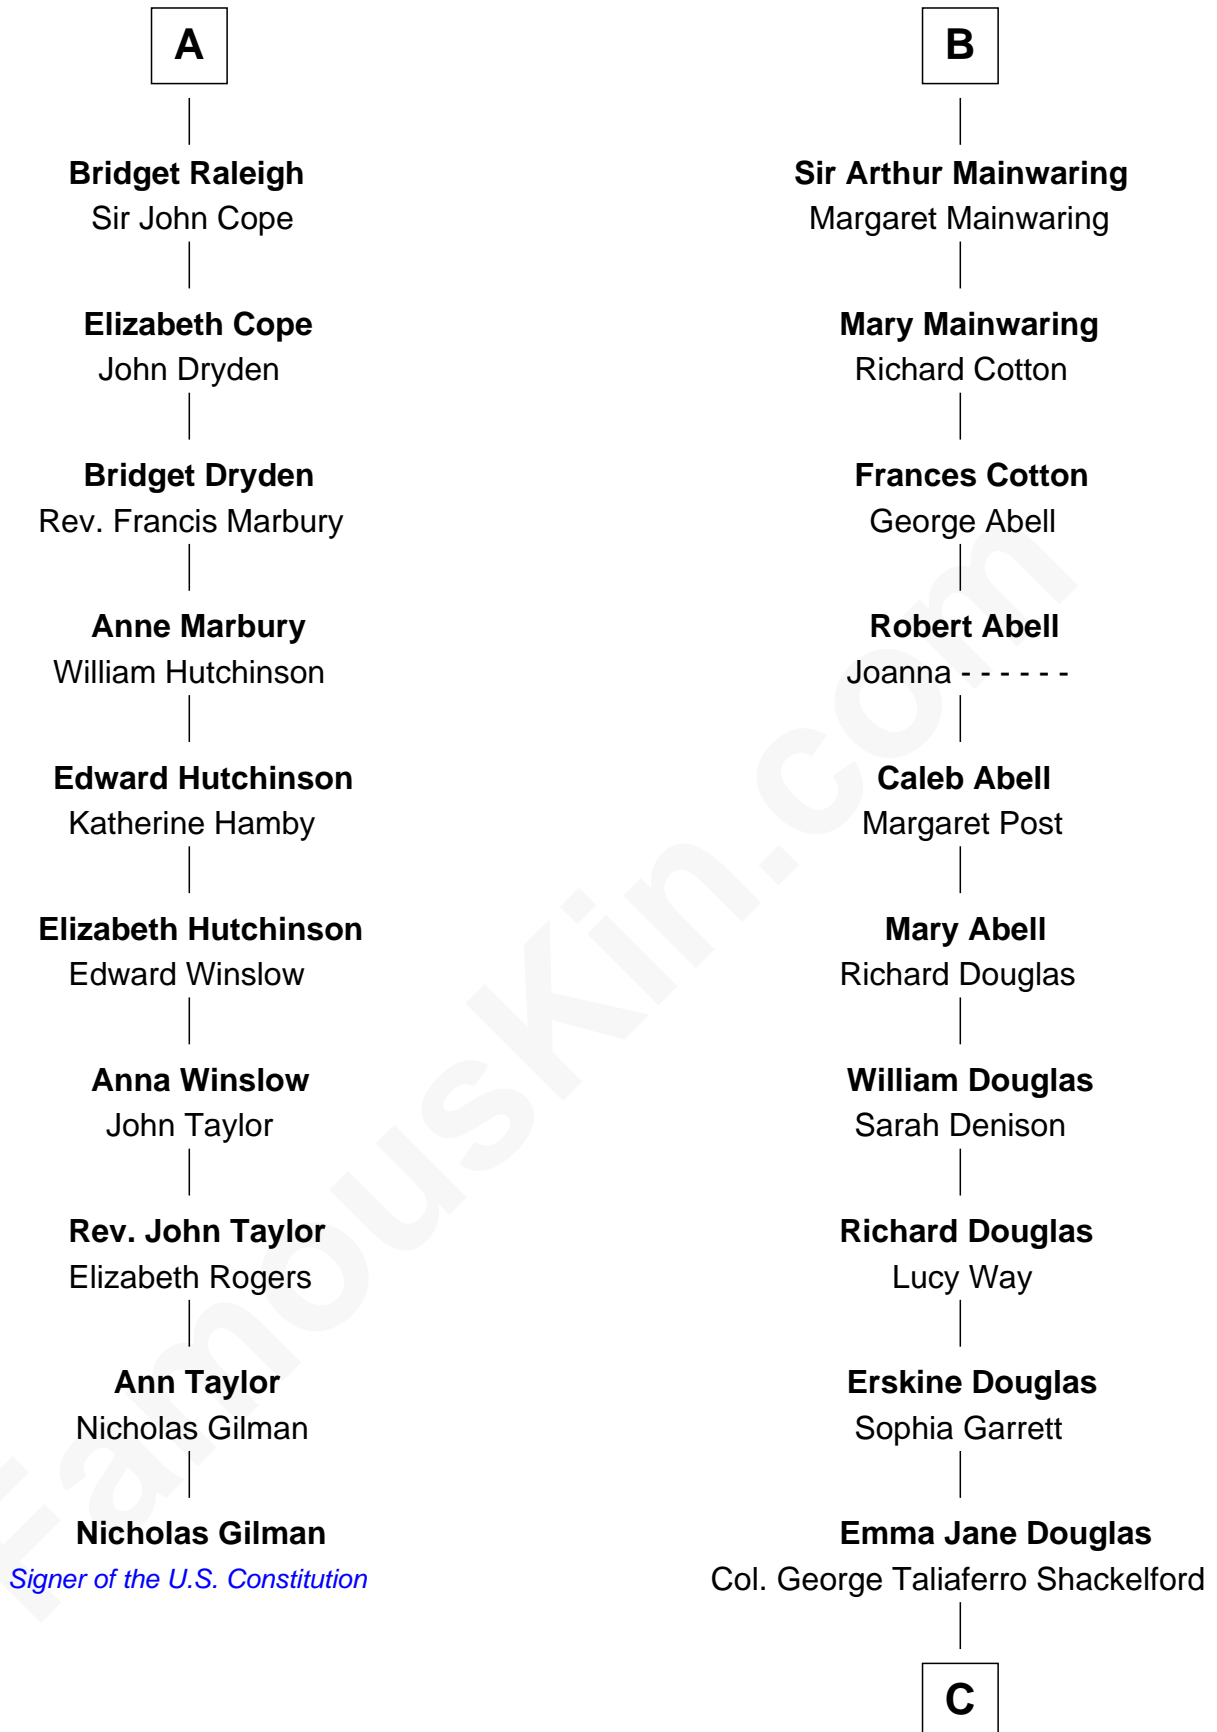 A
Bridget Raleigh
Sir John Cope
Elizabeth Cope
John Dryden
Bridget Dryden
Rev. Francis Marbury
Anne Marbury
William Hutchinson
Edward Hutchinson
Katherine Hamby
Elizabeth Hutchinson
Edward Winslow
Anna Winslow
John Taylor
Rev. John Taylor
Elizabeth Rogers
Ann Taylor
Nicholas Gilman
Nicholas Gilman
Signer of the U.S. Constitution
B
Sir Arthur Mainwaring
Margaret Mainwaring
Mary Mainwaring
Richard Cotton
Frances Cotton
George Abell
Robert Abell
Joanna - - - - - -
Caleb Abell
Margaret Post
Mary Abell
Richard Douglas
William Douglas
Sarah Denison
Richard Douglas
Lucy Way
Erskine Douglas
Sophia Garrett
Emma Jane Douglas
Col. George Taliaferro Shackelford
C
FamousKin.com